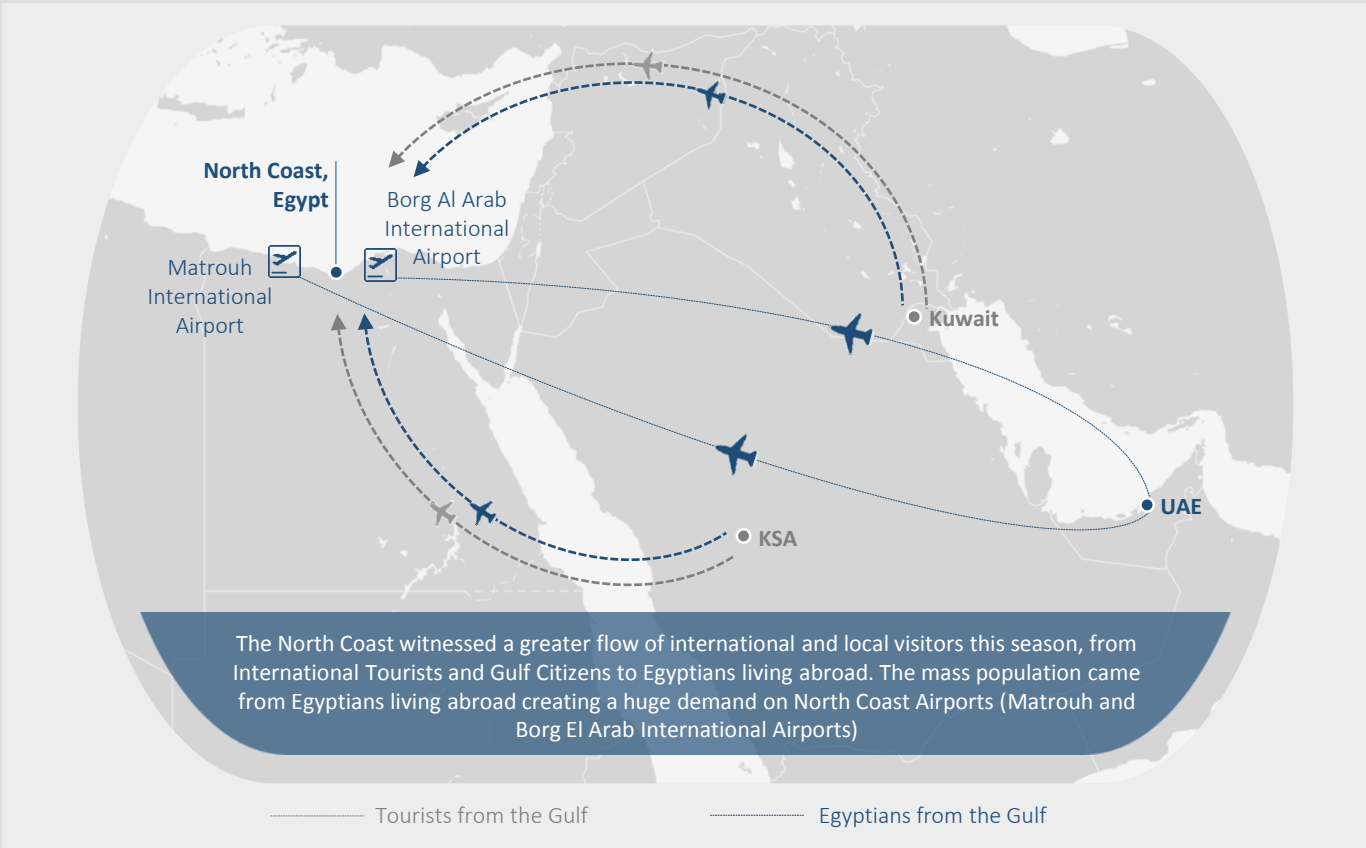 North Coast,
Egypt
Borg Al Arab
International
Airport
Matrouh
International
Airport
Kuwait
UAE
KSA
The North Coast witnessed a greater flow of international and local visitors this season, from
International Tourists and Gulf Citizens to Egyptians living abroad. The mass population came
from Egyptians living abroad creating a huge demand on North Coast Airports (Matrouh and
Borg El Arab International Airports)
Tourists from the Gulf
Egyptians from the Gulf